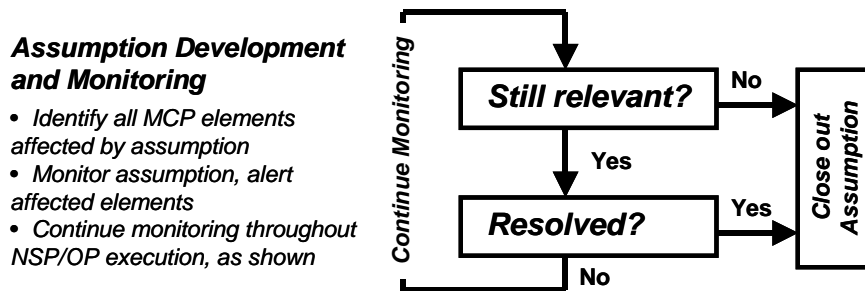 Assumption Development
and Monitoring
• Identify all MCP elements
affected by assumption
• Monitor assumption, alert
affected elements
• Continue monitoring throughout
NSP/OP execution, as shown
Continue Monitoring
Still relevant?
No
Yes
Resolved?
Yes
No
Close out
Assumption